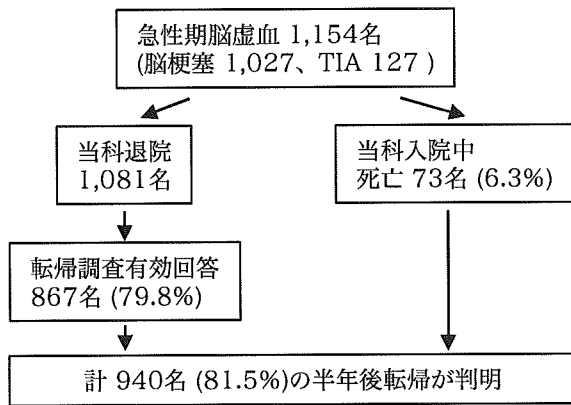 急性期脳虚血 1,154名
(脳梗塞 1,027、TIA 127 )
当科退院
1,081名
当科入院中
死亡 73名 (6.3%)
転帰調査有効回答
867名 (79.8%)
計 940名 (81.5%)の半年後転帰が判明